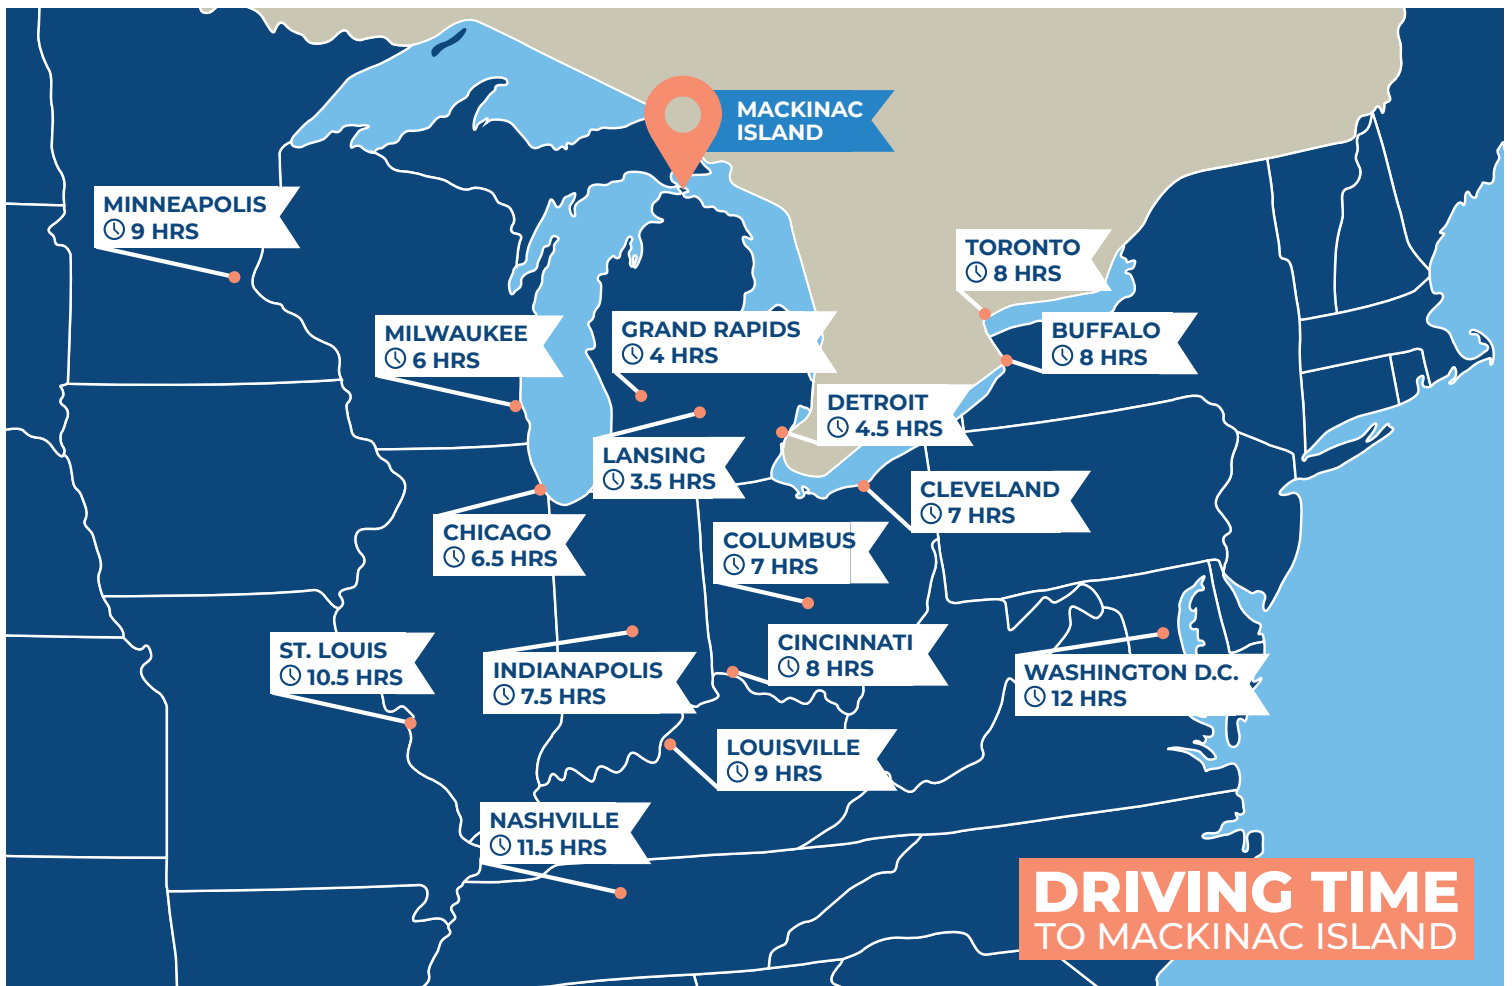 MACKINAC
ISLAND
MINNEAPOLIS
9 HRS
TORONTO
8 HRS
MILWAUKEE
6 HRS
GRAND RAPIDS
4 HRS
BUFFALO
8 HRS
DETROIT
4.5 HRS
LANSING
3.5 HRS
CLEVELAND
7 HRS
CHICAGO
6.5 HRS
COLUMBUS
7 HRS
ST. LOUIS
10.5 HRS
INDIANAPOLIS
7.5 HRS
CINCINNATI
8 HRS
WASHINGTON D.C.
12 HRS
LOUISVILLE
9 HRS
NASHVILLE
11.5 HRS
DRIVING TIME
TO MACKINAC ISLAND